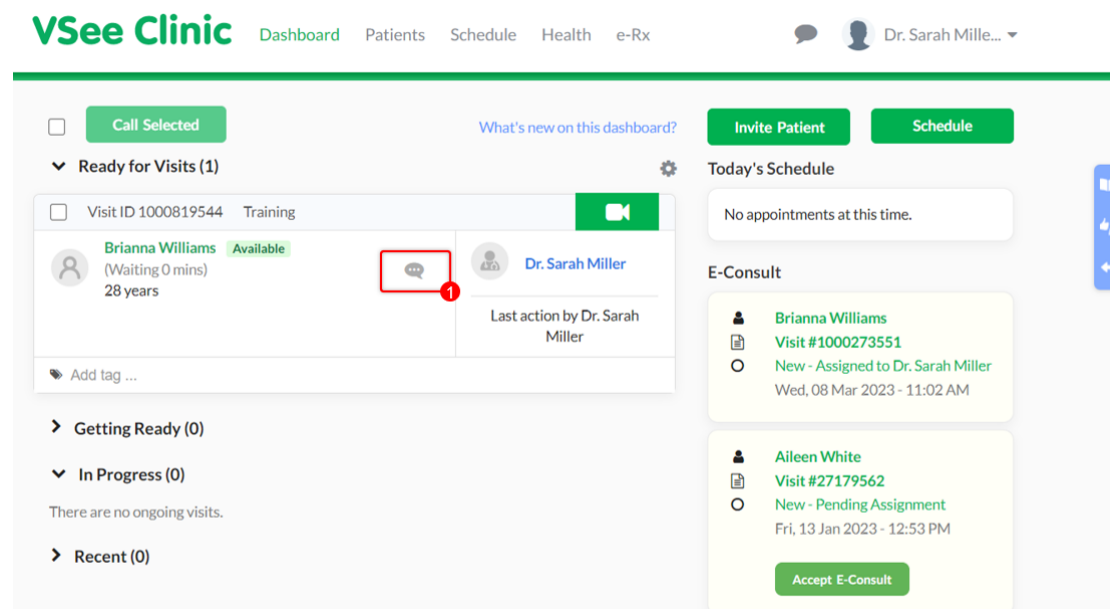 VSee Clinic
Dashboard
Patients
Schedule
Health
e-Rx
Dr. Sarah Mille...
Call Selected
What's new on this dashboard?
Ready for Visits (1)
Visit ID 1000819544
Training
Brianna Williams
Available
(Waiting 0 mins)
28 years
1
Dr. Sarah Miller
Last action by Dr. Sarah
Miller
Add tag ...
Getting Ready (0)
In Progress (0)
There are no ongoing visits.
Recent (0)
Invite Patient
Schedule
Today's Schedule
No appointments at this time.
E-Consult
Brianna Williams
Visit #1000273551
New - Assigned to Dr. Sarah Miller
Wed, 08 Mar 2023 - 11:02 AM
Aileen White
Visit #27179562
New - Pending Assignment
Fri, 13 Jan 2023 - 12:53 PM
Accept E-Consult